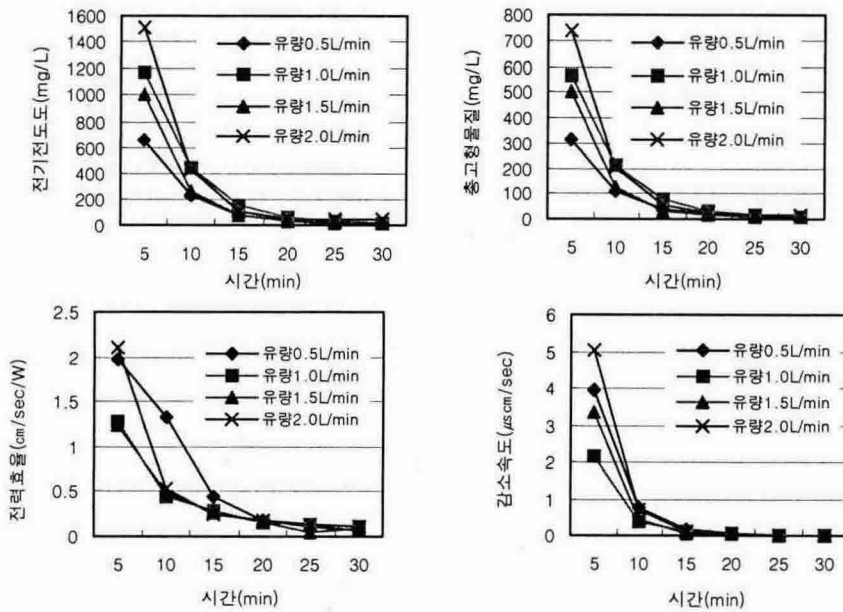 전기전도도(mg/L)
1600
1400
1200
1000
800
600
400
200
0
유량0.5L/min
유량1.0L/min
유량1.5L/min
유량2.0L/min
5 10 15 20 25 30
시간(min)
총고형물질(mg/L)
800
700
600
500
400
300
200
100
0
유량0.5L/min
유량1.0L/min
유량1.5L/min
유량2.0L/min
5 10 15 20 25 30
시간(min)
전력효율(cm/sec/W)
2.5
2
1.5
1
0.5
0
유량0.5L/min
유량1.0L/min
유량1.5L/min
유량2.0L/min
5 10 15 20 25 30
시간(min)
감소속도(μscm/sec)
6
5
4
3
2
1
0
유량0.5L/min
유량1.0L/min
유량1.5L/min
유량2.0L/min
5 10 15 20 25 30
시간(min)